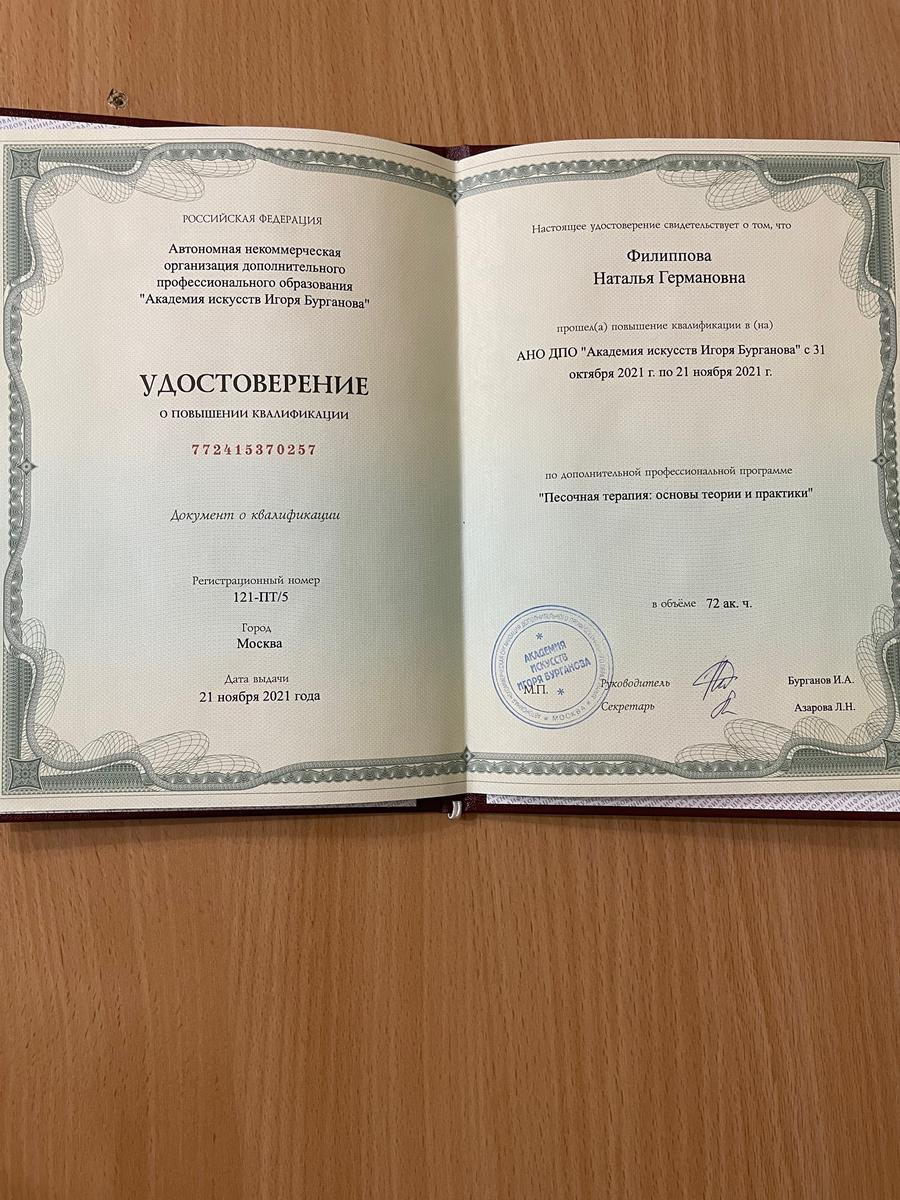 РОССИЙСКАЯ ФЕДЕРАЦИЯ
Автономная некоммерческая
организация дополнительного
профессионального образования
"Академия искусств Игоря Бурганова"
УДОСТОВЕРЕНИЕ
О ПОВЫШЕНИИ КВАЛИФИКАЦИИ
772415370257
Документ о квалификации
Регистрационный номер
121-ПТ/5
Город
Москва
Дата выдачи
21 ноября 2021 года
Настоящее удостоверение свидетельствует о том, что
Филиппова
Наталья Германовна
прошел(а) повышение квалификации в (на)
АНО ДПО "Академия искусств Игоря Бурганова" с 31
октября 2021 г. по 21 ноября 2021 г.
по дополнительной профессиональной программе
"Песочная терапия: основы теории и практики"
в объёме 72 ак. ч.
АКАДЕМИЯ
ИСКУССТВ
ИГОРЯ БУРГАНОВА
МОСКВА
М.П.
Руководитель Бурганов И.А.
Секретарь Азарова Л.Н.